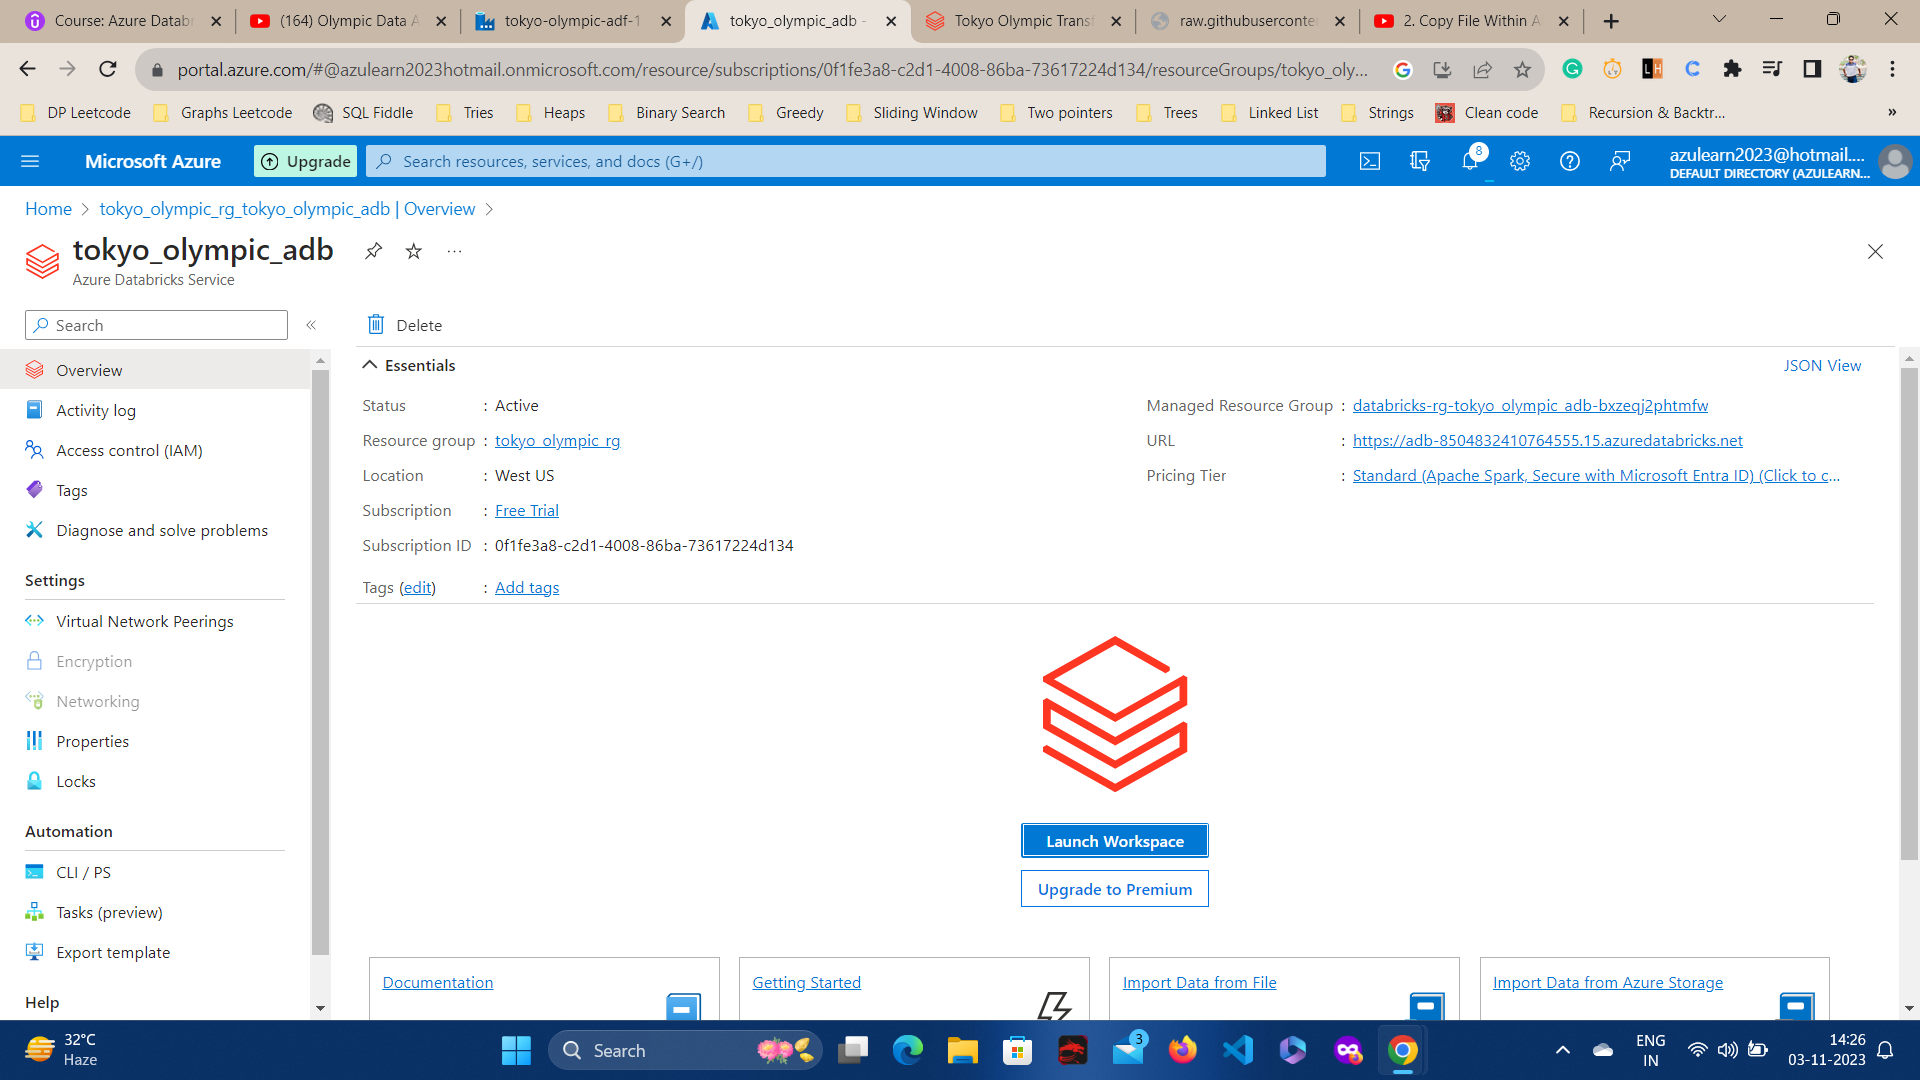 Course: Azure Databr
(164) Olympic Data A
tokyo-olympic-adf-1
tokyo_olympic_adb -
Tokyo Olympic Transf
raw.githubuserconte
2. Copy File Within A
portal.azure.com/#@azulearn2023hotmail.onmicrosoft.com/resource/subscriptions/0f1fe3a8-c2d1-4008-86ba-73617224d134/resourceGroups/tokyo_oly...
DP Leetcode
Graphs Leetcode
SQL Fiddle
Tries
Heaps
Binary Search
Greedy
Sliding Window
Two pointers
Trees
Linked List
Strings
Clean code
Recursion & Backtr...
»
Microsoft Azure
Upgrade
Search resources, services, and docs (G+/)
8
azulearn2023@hotmail....
DEFAULT DIRECTORY (AZULEARN...
Home
tokyo_olympic_rg_tokyo_olympic_adb | Overview
tokyo_olympic_adb
Azure Databricks Service
Search
Delete
Overview
Activity log
Access control (IAM)
Tags
Diagnose and solve problems
Settings
Virtual Network Peerings
Encryption
Networking
Properties
Locks
Automation
CLI / PS
Tasks (preview)
Export template
Help
Essentials
JSON View
Status : Active
Resource group : tokyo_olympic_rg
Location : West US
Subscription : Free Trial
Subscription ID : 0f1fe3a8-c2d1-4008-86ba-73617224d134
Tags (edit) : Add tags
Managed Resource Group : databricks-rg-tokyo_olympic_adb-bxzeqj2phtmfw
URL : https://adb-8504832410764555.15.azuredatabricks.net
Pricing Tier : Standard (Apache Spark, Secure with Microsoft Entra ID) (Click to c...
Launch Workspace
Upgrade to Premium
Documentation
Getting Started
Import Data from File
Import Data from Azure Storage
32°C
Haze
Search
3
ENG
IN
14:26
03-11-2023